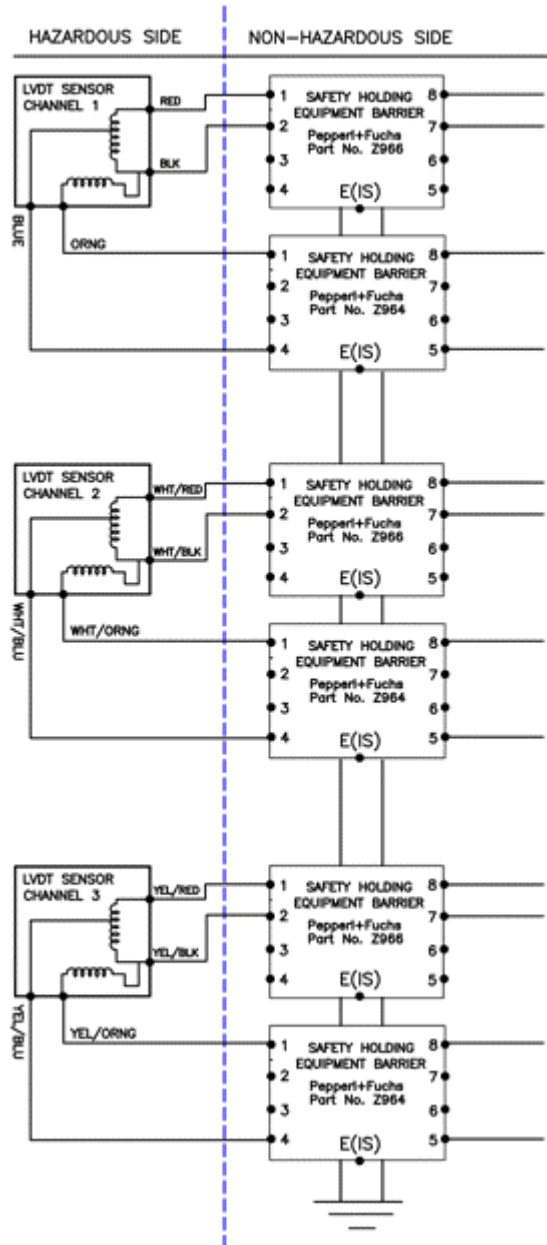 HAZARDOUS SIDE
NON-HAZARDOUS SIDE
LVDT SENSOR
CHANNEL 1
RED
BLK
BLUE
ORNG
1 SAFETY HOLDING 8
2 EQUIPMENT BARRIER 7
Pepperl+Fuchs
3 Part No. Z966 6
4 E(IS) 5
1 SAFETY HOLDING 8
EQUIPMENT BARRIER
2 Pepperl+Fuchs 7
3 Part No. Z964 6
4 E(IS) 5
LVDT SENSOR
CHANNEL 2
WHT/RED
WHT/BLK
WHT/BLU
WHT/ORNG
1 SAFETY HOLDING 8
2 EQUIPMENT BARRIER 7
Pepperl+Fuchs
3 Part No. Z966 6
4 E(IS) 5
1 SAFETY HOLDING 8
EQUIPMENT BARRIER
2 Pepperl+Fuchs 7
3 Part No. Z964 6
4 E(IS) 5
LVDT SENSOR
CHANNEL 3
YEL/RED
YEL/BLK
YEL/BLU
YEL/ORNG
1 SAFETY HOLDING 8
2 EQUIPMENT BARRIER 7
Pepperl+Fuchs
3 Part No. Z966 6
4 E(IS) 5
1 SAFETY HOLDING 8
EQUIPMENT BARRIER
2 Pepperl+Fuchs 7
3 Part No. Z964 6
4 E(IS) 5